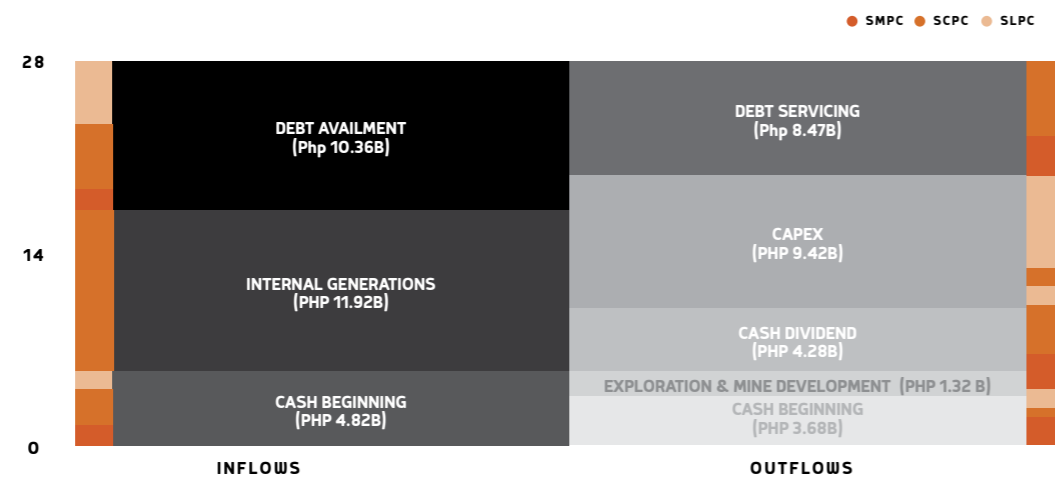 SMPC SCPC SLPC
28
DEBT AVAILMENT
(Php 10.36B)
DEBT SERVICING
(Php 8.47B)
CAPEX
(PHP 9.42B)
14
INTERNAL GENERATIONS
(PHP 11.92B)
CASH DIVIDEND
(PHP 4.28B)
EXPLORATION & MINE DEVELOPMENT (PHP 1.32 B)
CASH BEGINNING
(PHP 4.82B)
CASH BEGINNING
(PHP 3.68B)
0
INFLOWS
OUTFLOWS